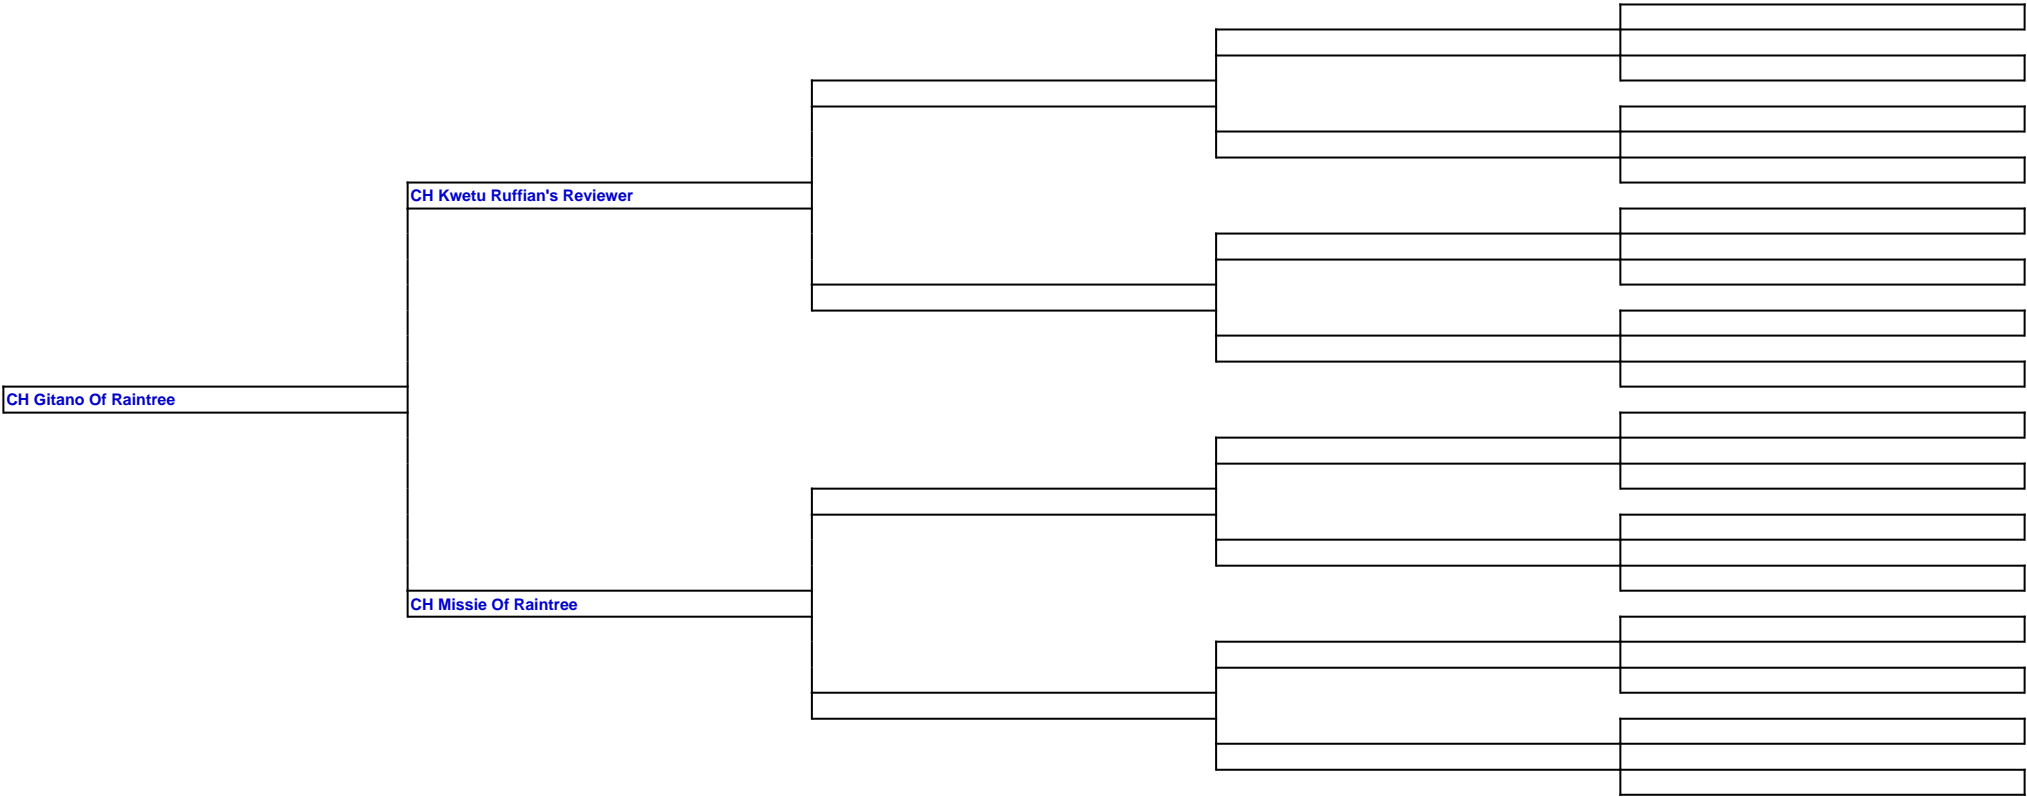 CH Kwetu Ruffian's Reviewer
CH Gitano Of Raintree
CH Missie Of Raintree